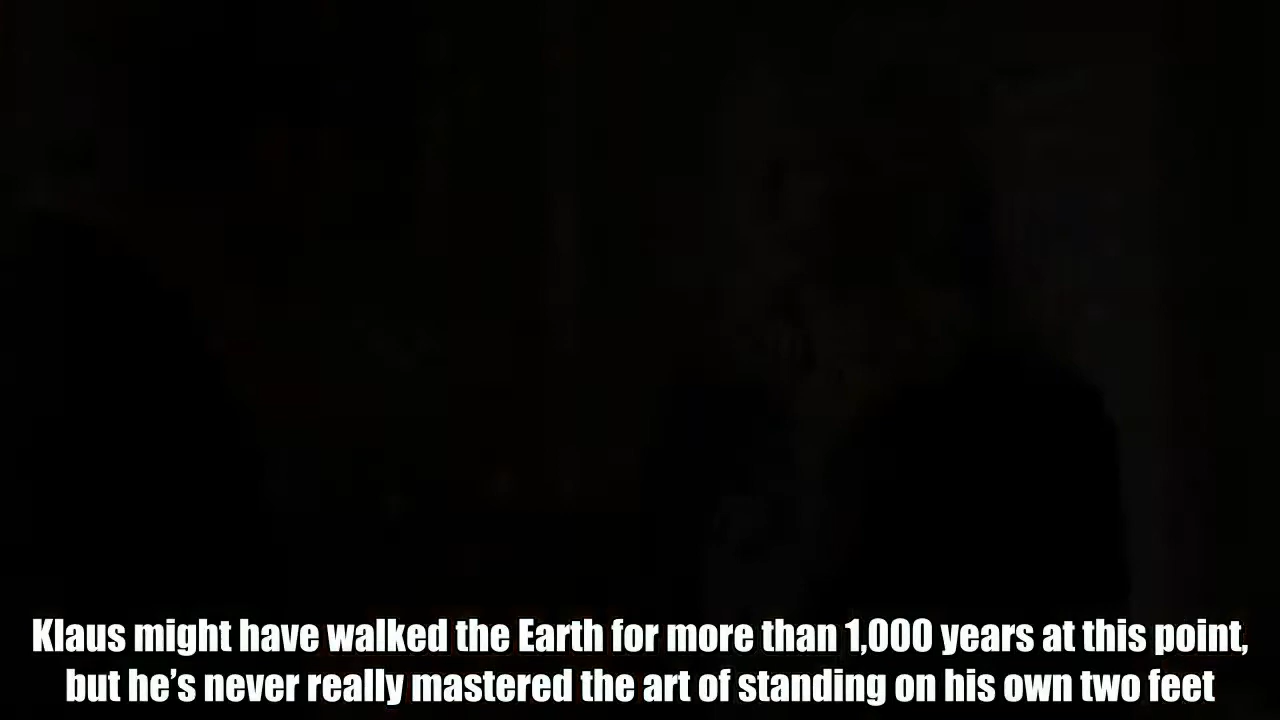 Klaus might have walked the Earth for more than 1,000 years at this point,
but he’s never really mastered the art of standing on his own two feet